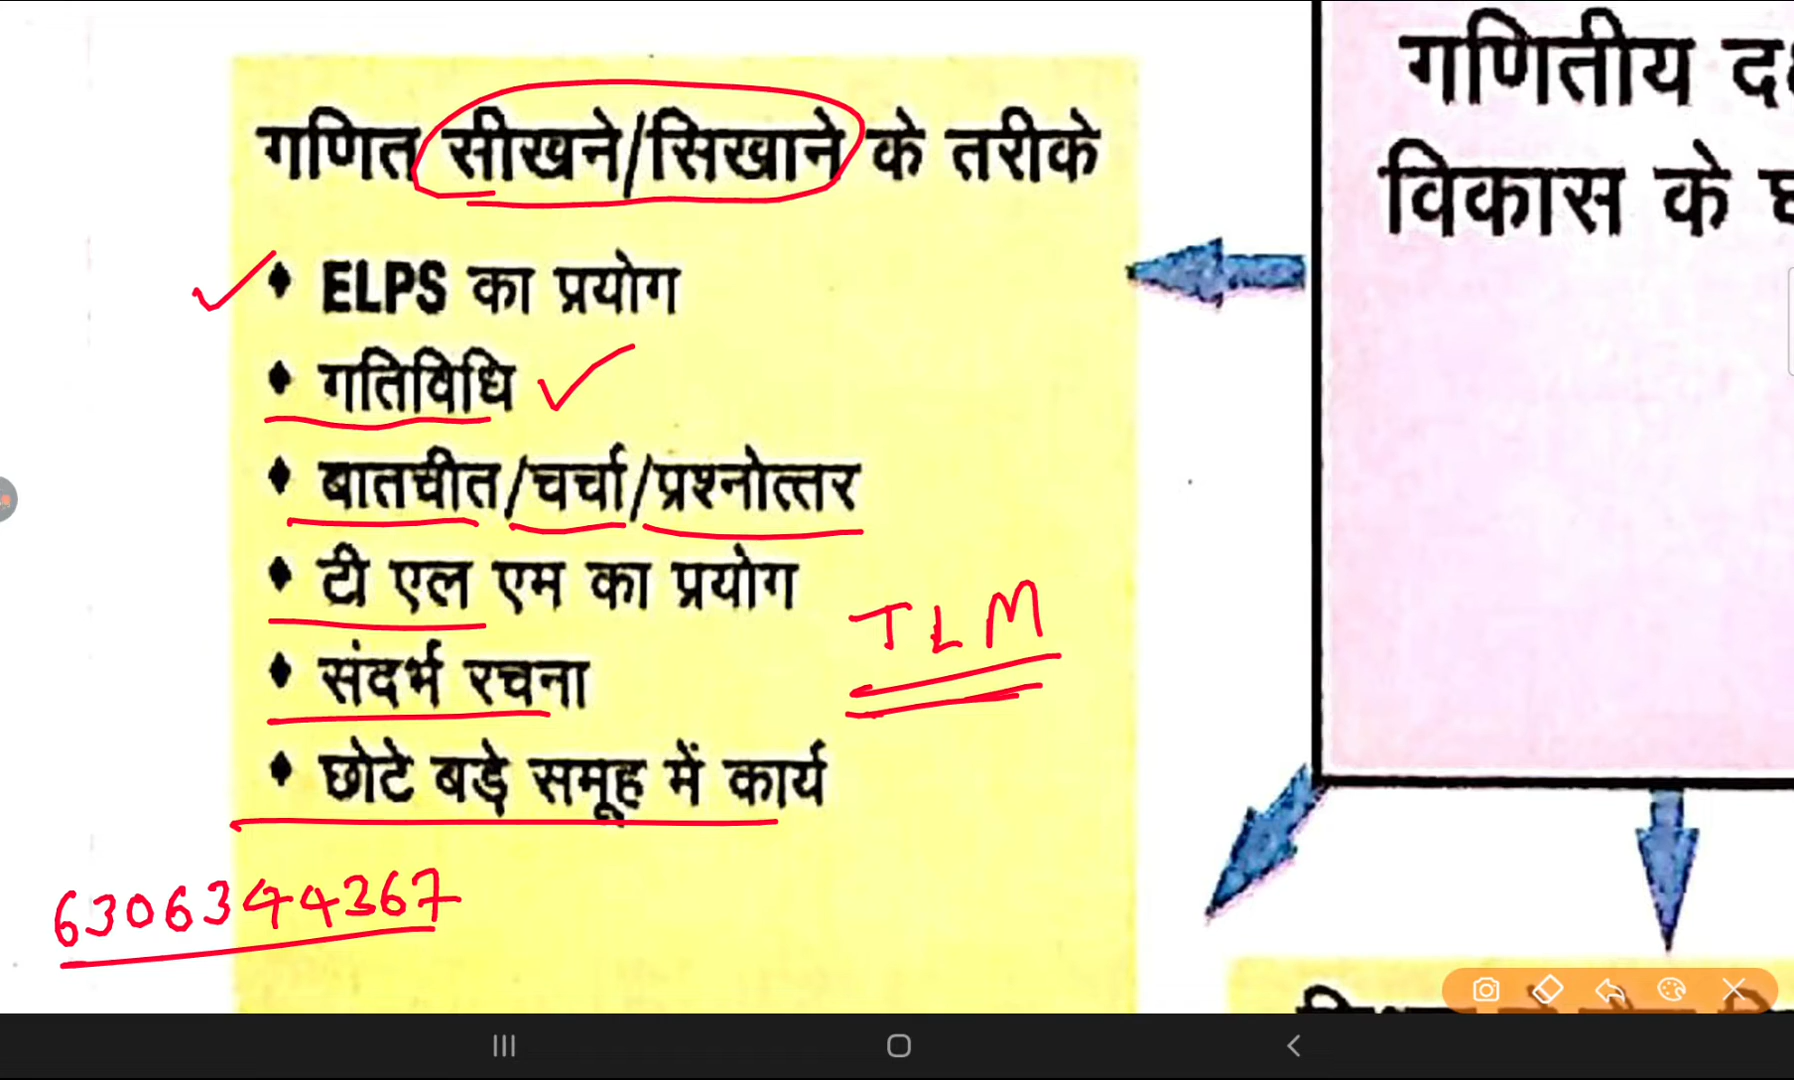 गणित सीखने/सिखाने के तरीके
♦ ELPS का प्रयोग
♦ गतिविधि
♦ बातचीत/चर्चा/प्रश्नोत्तर
♦ टी एल एम का प्रयोग
TLM
♦ संदर्भ रचना
♦ छोटे बड़े समूह में कार्य
6306344367
गणितीय
विकास के